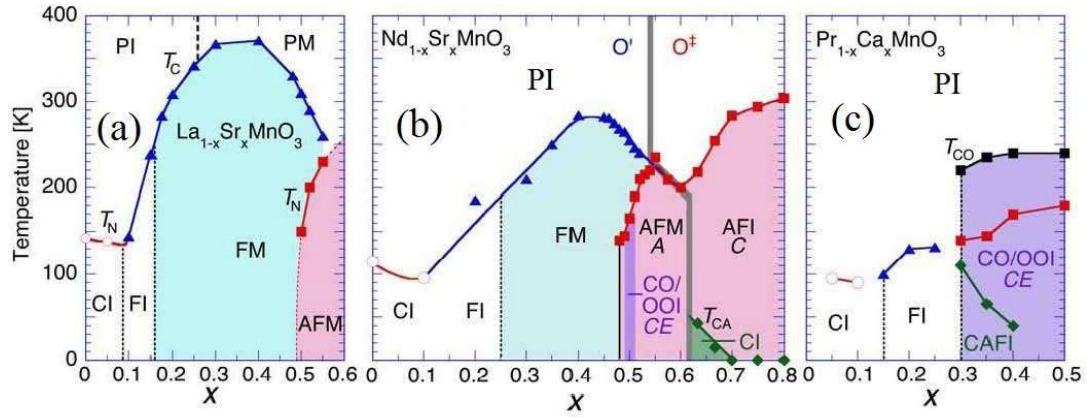 Temperature [K]
400
300
200
100
0
(a)
PI
PM
T_C
La₁₋ₓSrₓMnO₃
T_N
T_N
FM
CI
FI
AFM
0
0.1
0.2
0.3
0.4
0.5
0.6
X
(b)
Nd₁₋ₓSrₓMnO₃
O'
O‡
PI
FM
AFM
A
AFI
C
CO/
OOI
CE
CI
FI
T_CA
CI
0
0.1
0.2
0.3
0.4
0.5
0.6
0.7
0.8
X
(c)
Pr₁₋ₓCaₓMnO₃
PI
T_CO
CO/OOI
CE
CI
FI
CAFI
0
0.1
0.2
0.3
0.4
0.5
X